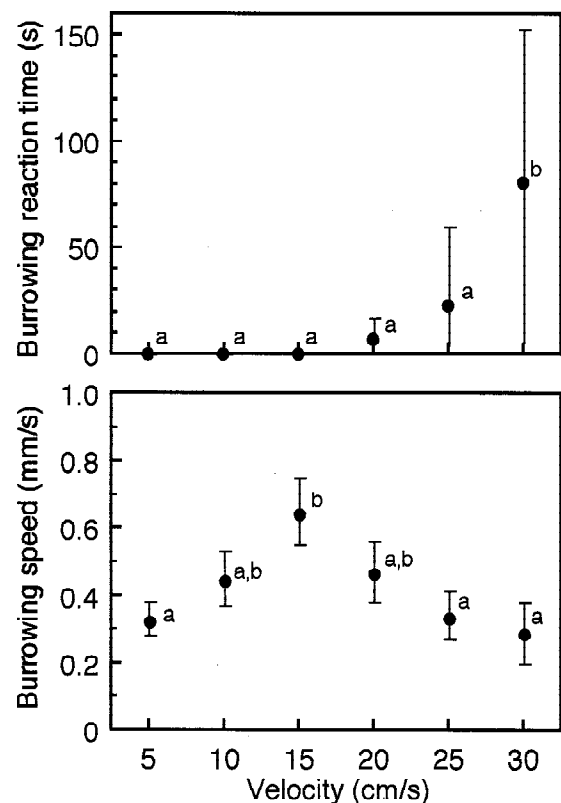 Burrowing reaction time (s)
150
100
50
0
a a a a a b
Burrowing speed (mm/s)
1.0
0.8
0.6
0.4
0.2
0
a a,b b a,b a a
5 10 15 20 25 30
Velocity (cm/s)